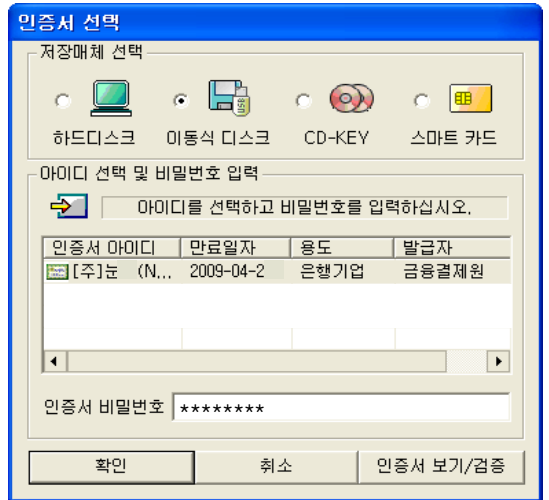 인증서 선택
저장매체 선택
하드디스크 이동식 디스크 CD-KEY 스마트 카드
아이디 선택 및 비밀번호 입력
아이디를 선택하고 비밀번호를 입력하십시오.
인증서 아이디 만료일자 용도 발급자
[주]눈 (N... 2009-04-2 은행기업 금융결제원
인증서 비밀번호 ********
확인 취소 인증서 보기/검증